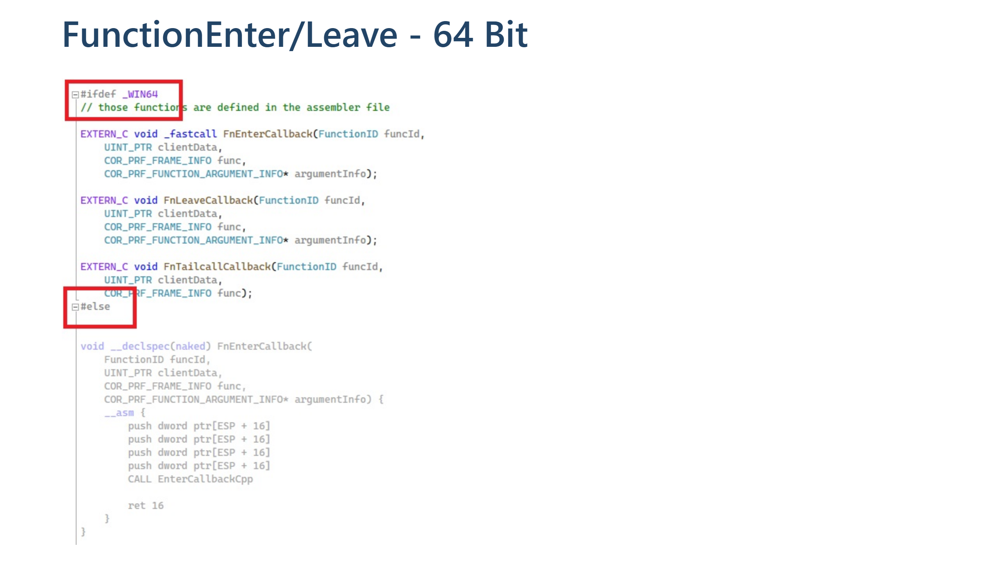 FunctionEnter/Leave - 64 Bit
#ifdef _WIN64
// those functions are defined in the assembler file
EXTERN_C void _fastcall FnEnterCallback(FunctionID funcId,
UINT_PTR clientData,
COR_PRF_FRAME_INFO func,
COR_PRF_FUNCTION_ARGUMENT_INFO* argumentInfo);
EXTERN_C void FnLeaveCallback(FunctionID funcId,
UINT_PTR clientData,
COR_PRF_FRAME_INFO func,
COR_PRF_FUNCTION_ARGUMENT_INFO* argumentInfo);
EXTERN_C void FnTailcallCallback(FunctionID funcId,
UINT_PTR clientData,
COR_PRF_FRAME_INFO func);
#else
void __declspec(naked) FnEnterCallback(
FunctionID funcId,
UINT_PTR clientData,
COR_PRF_FRAME_INFO func,
COR_PRF_FUNCTION_ARGUMENT_INFO* argumentInfo) {
__asm {
push dword ptr[ESP + 16]
push dword ptr[ESP + 16]
push dword ptr[ESP + 16]
push dword ptr[ESP + 16]
CALL EnterCallbackCpp
ret 16
}
}